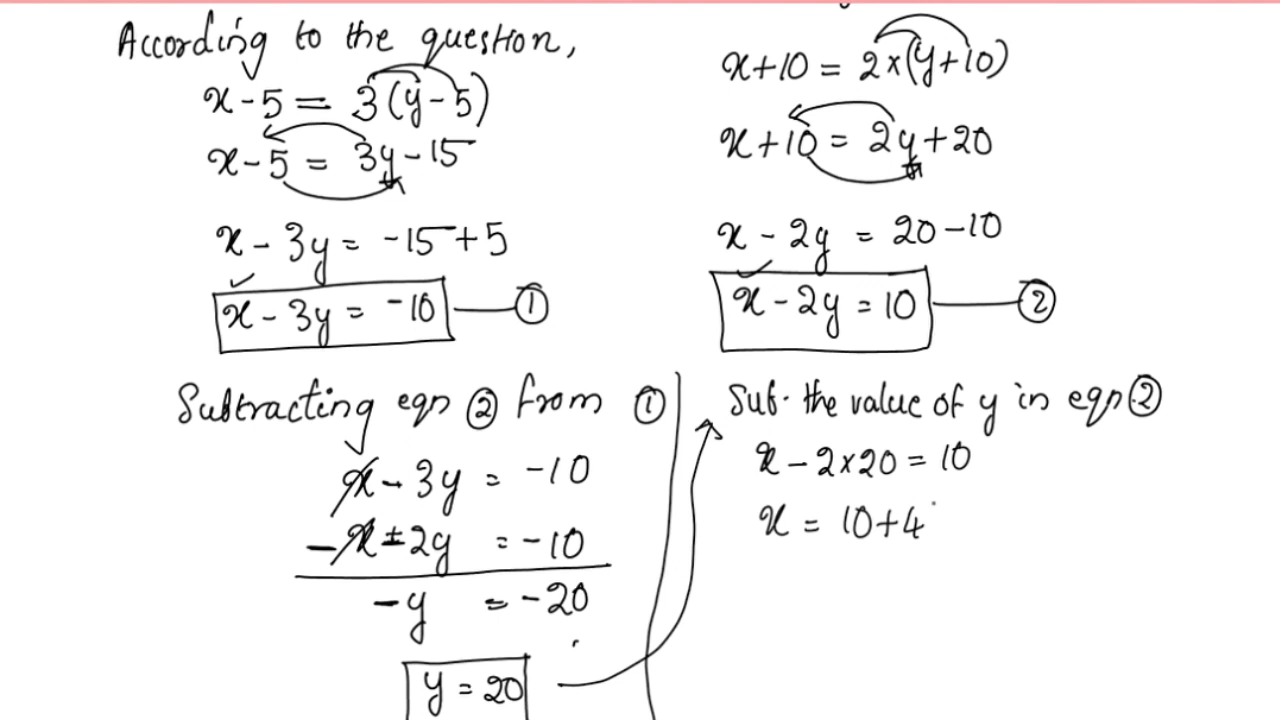 According to the question,
x - 5 = 3(y - 5)
x - 5 = 3y - 15
x - 3y = -15 + 5
x - 3y = -10 — ①
x + 10 = 2×(y + 10)
x + 10 = 2y + 20
x - 2y = 20 - 10
x - 2y = 10 — ②
Subtracting eqn ② from ①
x - 3y = -10
-x ± 2y = -10
-y = -20
y = 20
Sub. the value of y in eqn ②
x - 2×20 = 10
x = 10 + 4